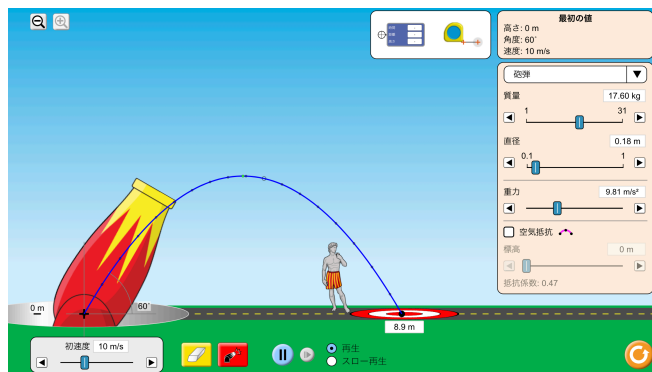 最初の値
高さ: 0 m
角度: 60°
速度: 10 m/s
砲弾
質量
17.60 kg
1
31
直径
0.18 m
0.1
1
重力
9.81 m/s²
空気抵抗
標高
0 m
抵抗係数: 0.47
0 m
60°
8.9 m
初速度 10 m/s
再生
スロー再生